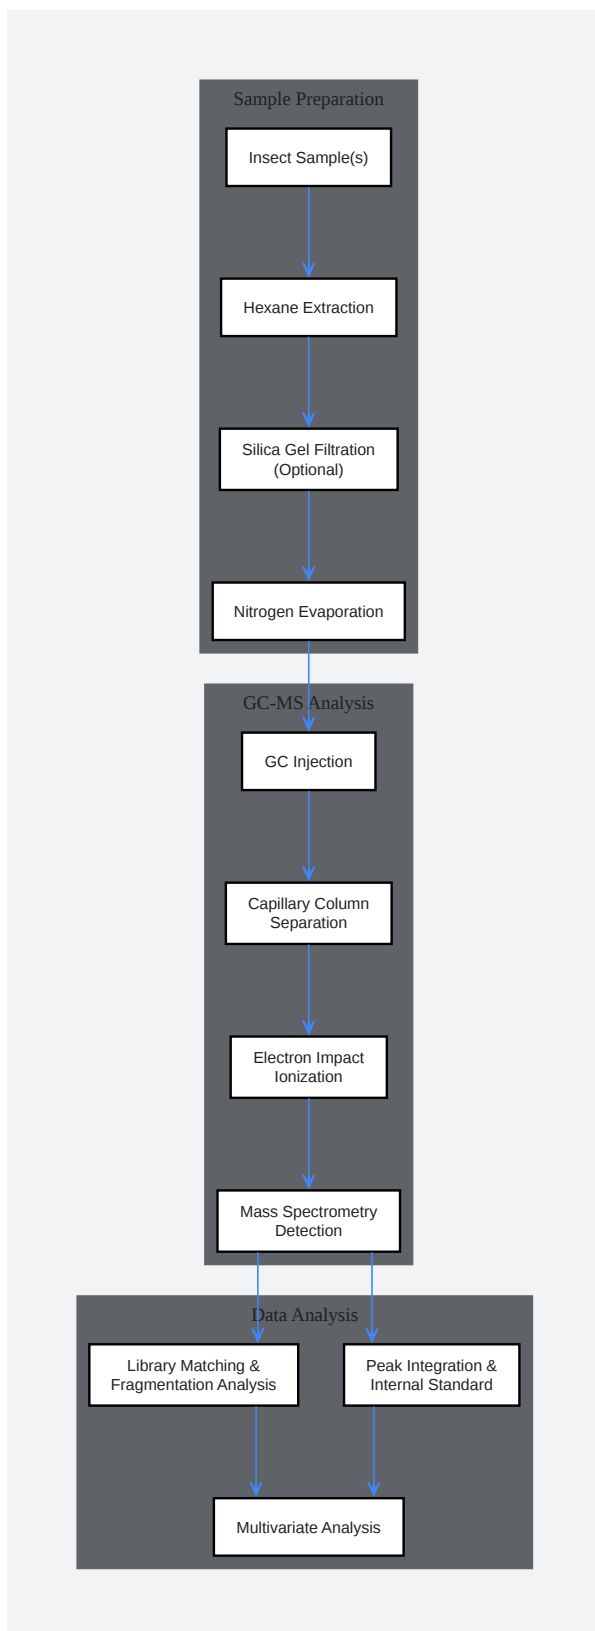 Sample Preparation
Insect Sample(s)
Hexane Extraction
Silica Gel Filtration
(Optional)
Nitrogen Evaporation
GC-MS Analysis
GC Injection
Capillary Column
Separation
Electron Impact
Ionization
Mass Spectrometry
Detection
Data Analysis
Library Matching &
Fragmentation Analysis
Peak Integration &
Internal Standard
Multivariate Analysis